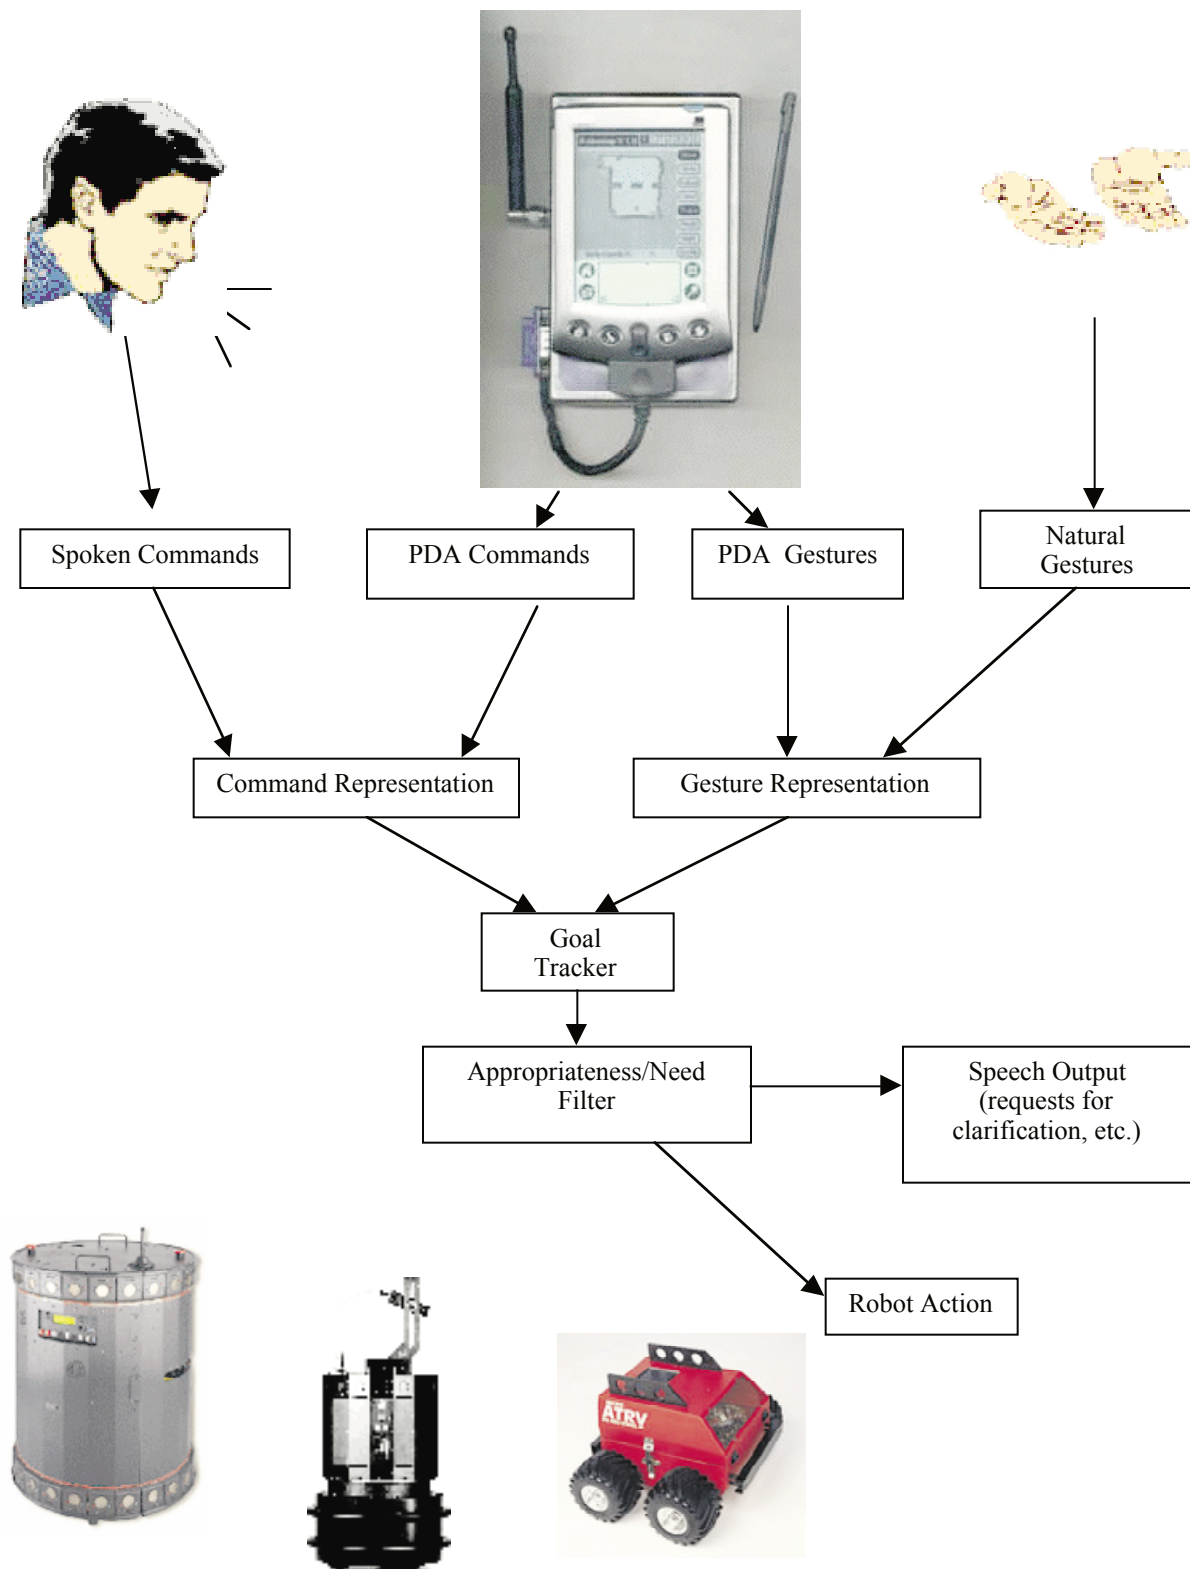 Spoken Commands
PDA Commands
PDA Gestures
Natural
Gestures
Command Representation
Gesture Representation
Goal
Tracker
Appropriateness/Need
Filter
Speech Output
(requests for
clarification, etc.)
Robot Action
ATRV